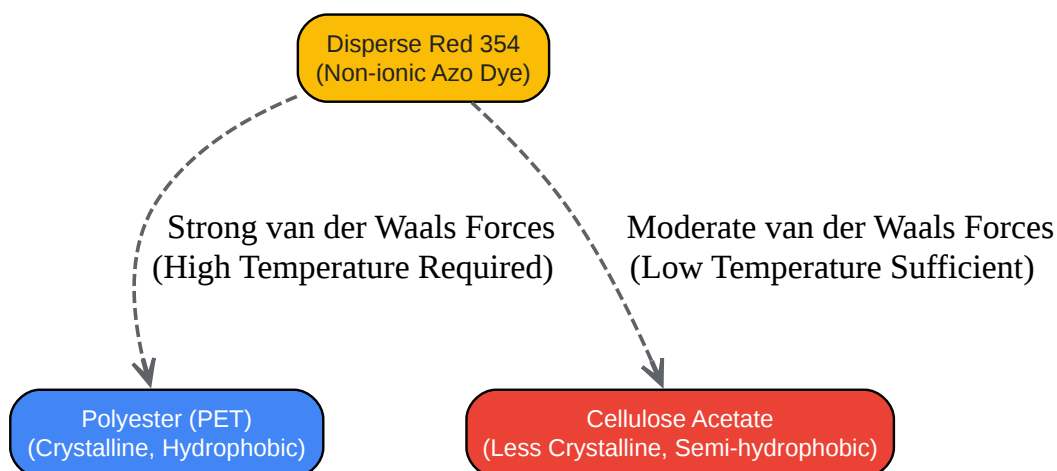 Disperse Red 354
(Non-ionic Azo Dye)
Strong van der Waals Forces
(High Temperature Required)
Moderate van der Waals Forces
(Low Temperature Sufficient)
Polyester (PET)
(Crystalline, Hydrophobic)
Cellulose Acetate
(Less Crystalline, Semi-hydrophobic)